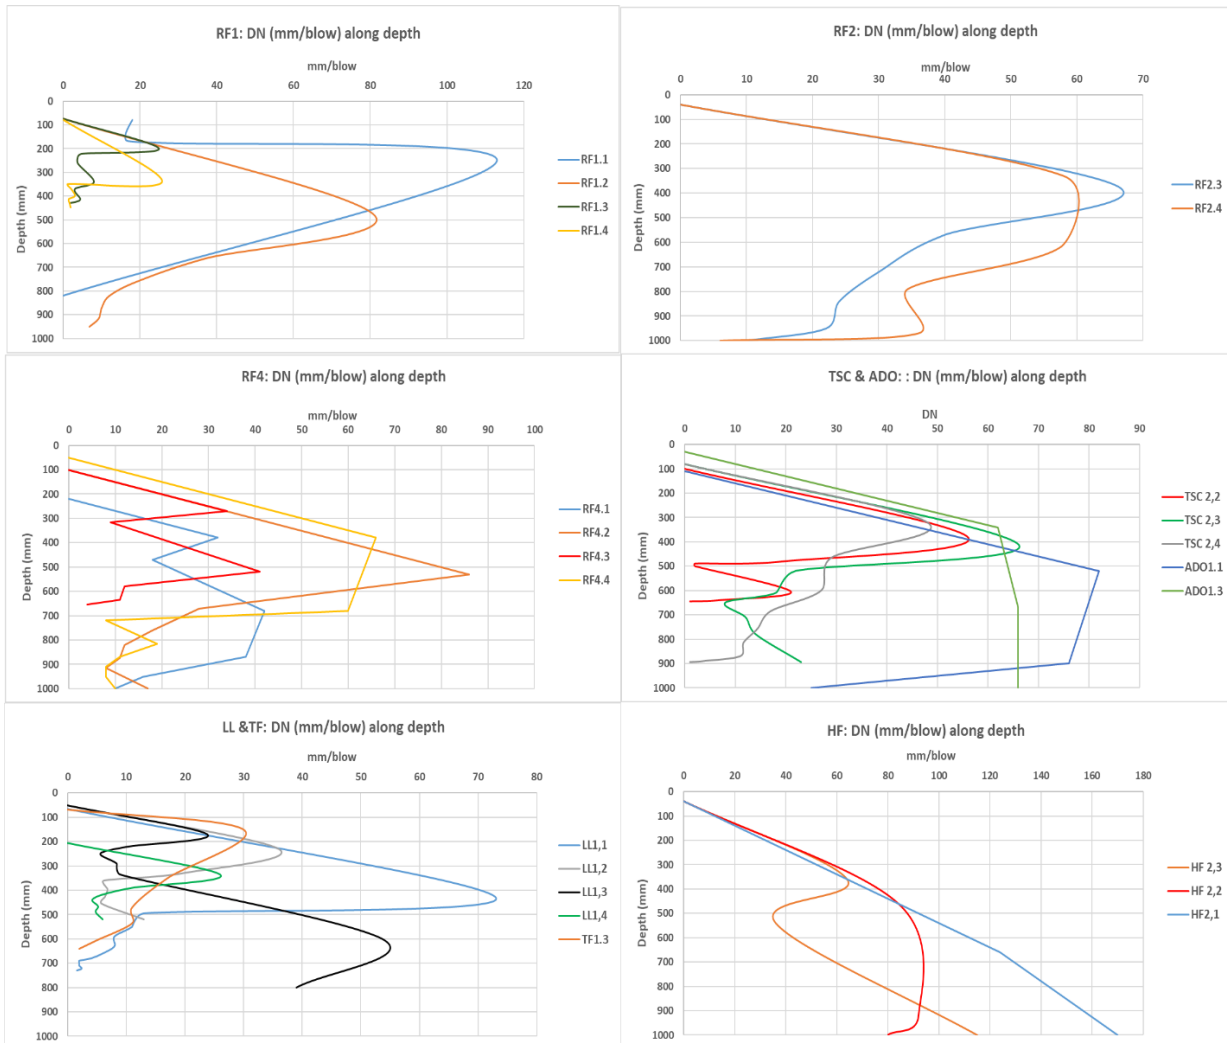 RF1: DN (mm/blow) along depth
mm/blow
0 20 40 60 80 100 120
0
100
200
300
400
500
600
700
800
900
1000
Depth (mm)
RF1.1
RF1.2
RF1.3
RF1.4
RF2: DN (mm/blow) along depth
mm/blow
0 10 20 30 40 50 60 70
0
100
200
300
400
500
600
700
800
900
1000
Depth (mm)
RF2.3
RF2.4
RF4: DN (mm/blow) along depth
mm/blow
0 10 20 30 40 50 60 70 80 90 100
0
100
200
300
400
500
600
700
800
900
1000
Depth (mm)
RF4.1
RF4.2
RF4.3
RF4.4
TSC & ADO: : DN (mm/blow) along depth
DN
0 10 20 30 40 50 60 70 80 90
0
100
200
300
400
500
600
700
800
900
1000
Depth (mm)
TSC 2,2
TSC 2,3
TSC 2,4
ADO1.1
ADO1.3
LL &TF: DN (mm/blow) along depth
mm/blow
0 10 20 30 40 50 60 70 80
0
100
200
300
400
500
600
700
800
900
1000
Depth (mm)
LL1,1
LL1,2
LL1,3
LL1,4
TF1.3
HF: DN (mm/blow) along depth
mm/blow
0 20 40 60 80 100 120 140 160 180
0
100
200
300
400
500
600
700
800
900
1000
Depth (mm)
HF 2,3
HF 2,2
HF2,1